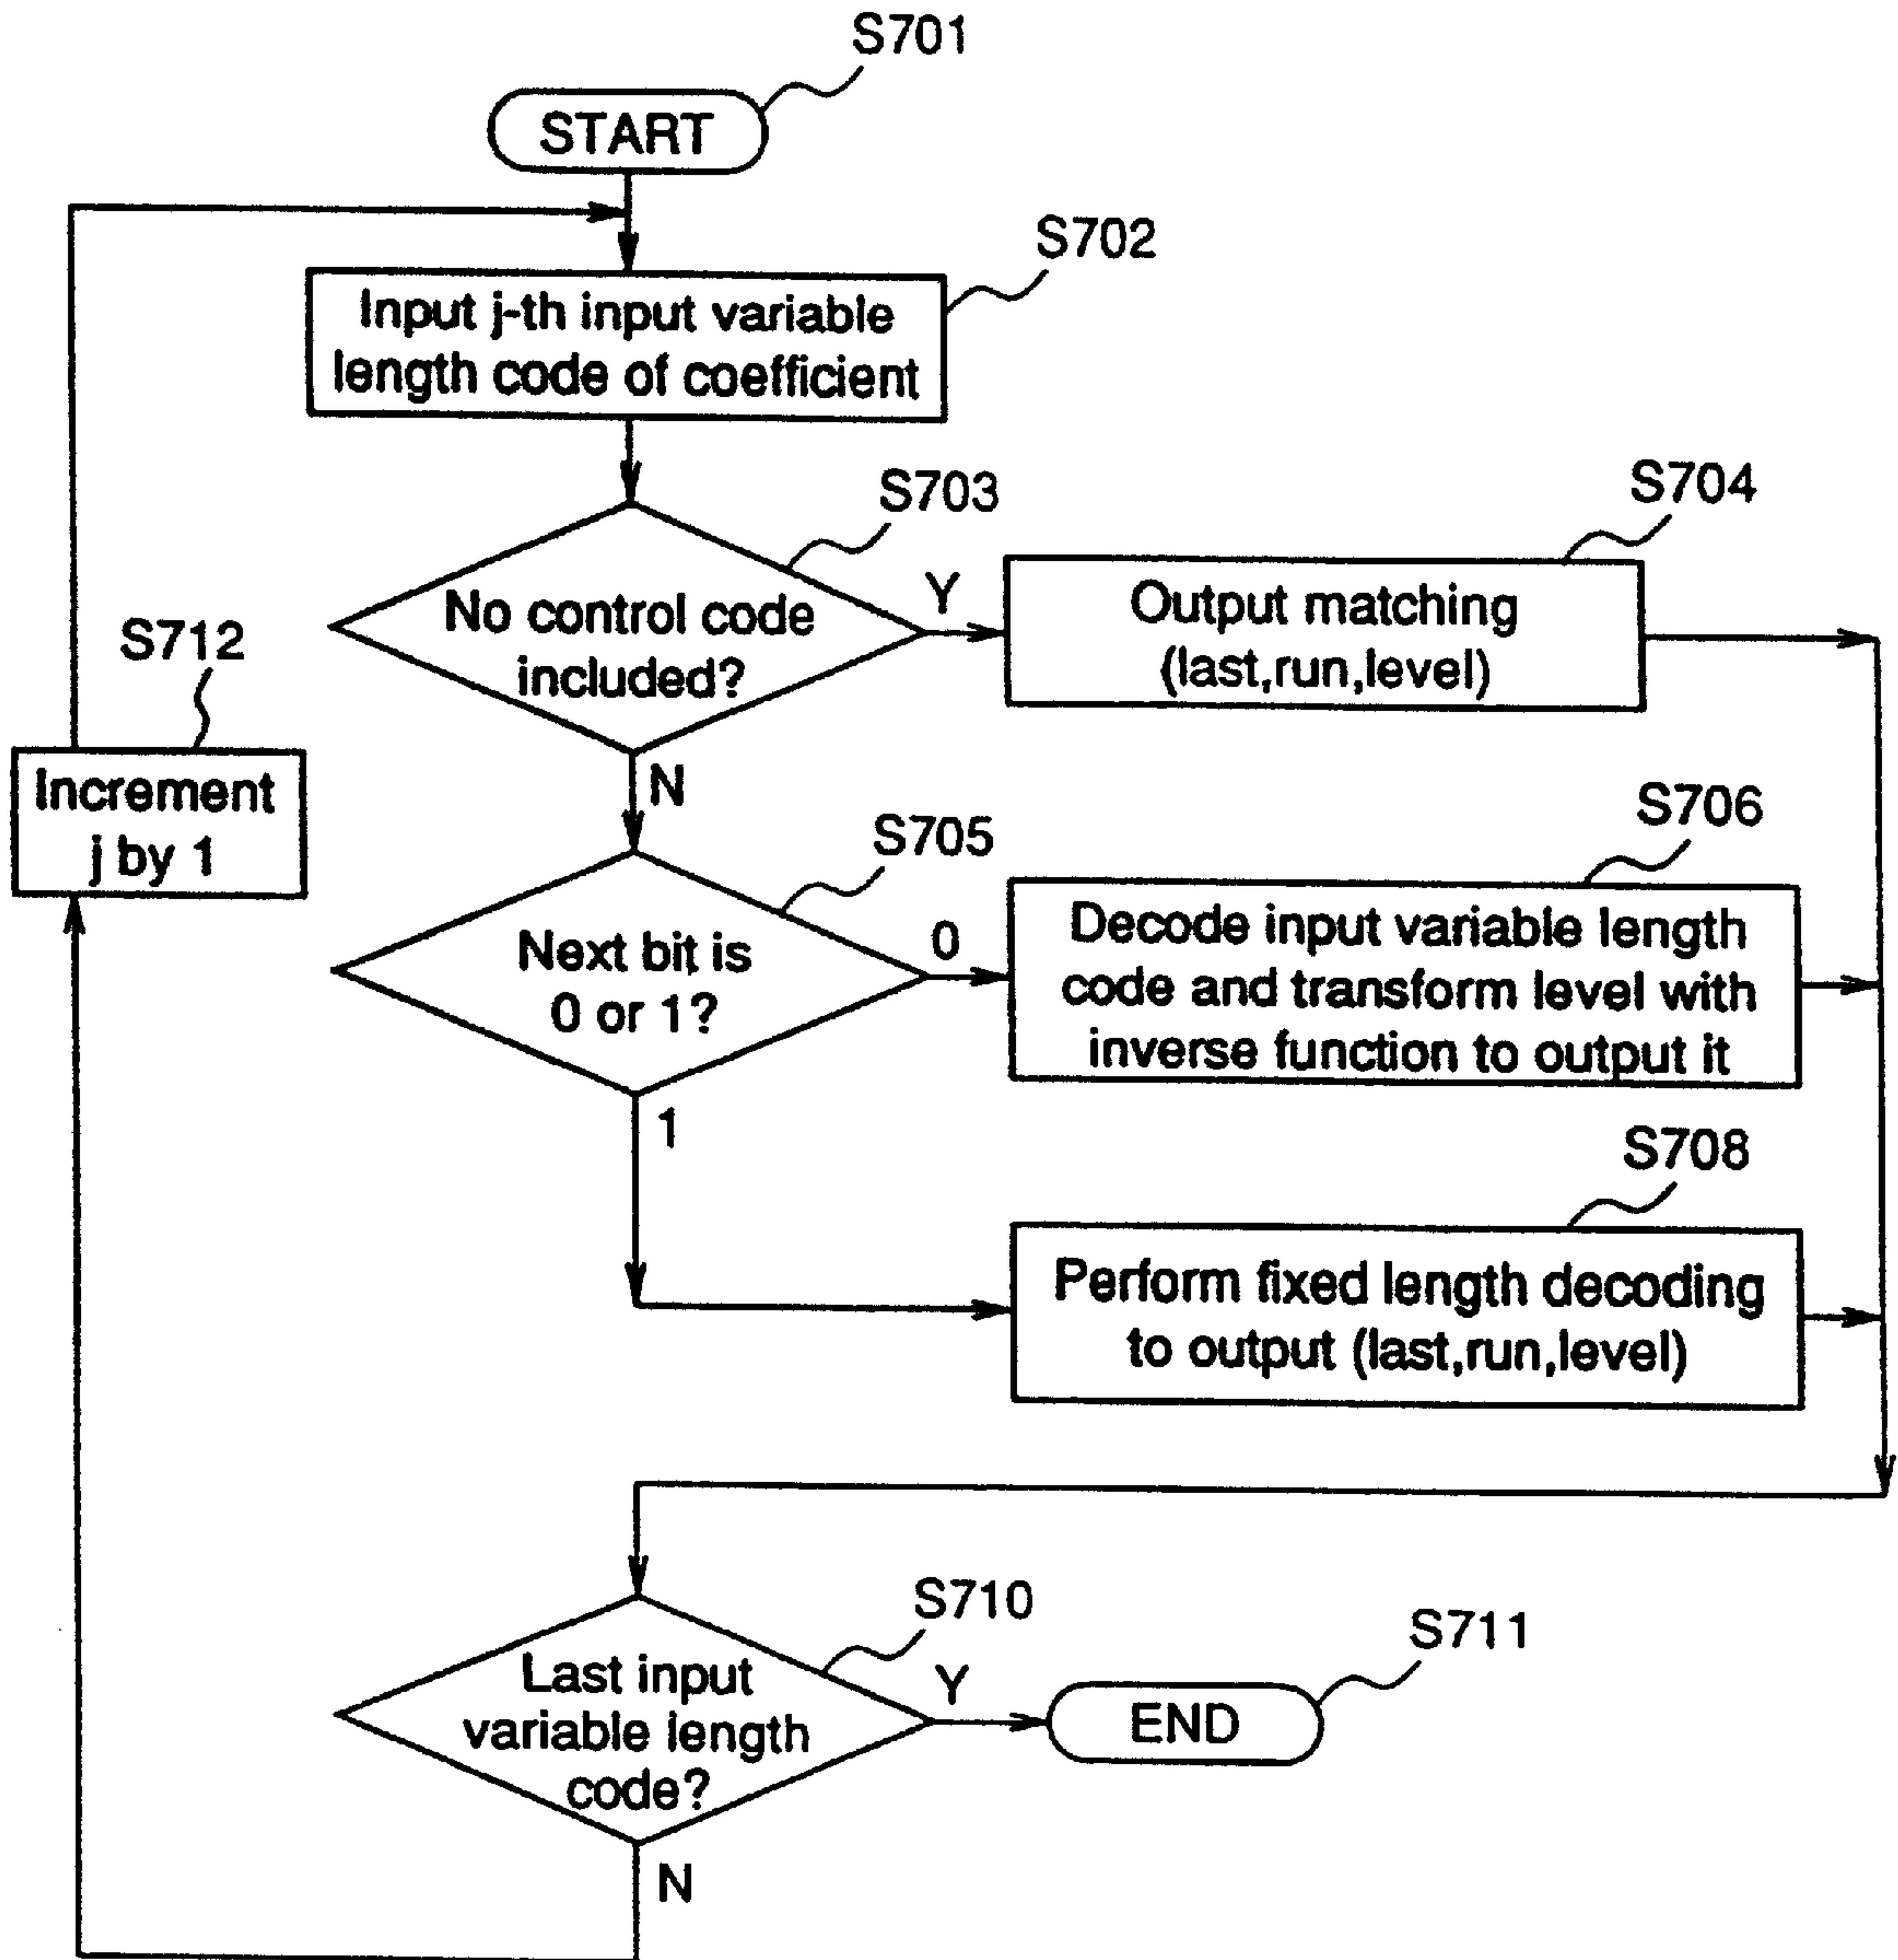 S701
START
S702
Input j-th input variable
length code of coefficient
S703
No control code
included?
Y
S704
Output matching
(last,run,level)
S712
Increment
j by 1
N
S705
Next bit is
0 or 1?
0
S706
Decode input variable length
code and transform level with
inverse function to output it
1
S708
Perform fixed length decoding
to output (last,run,level)
S710
Last input
variable length
code?
Y
S711
END
N